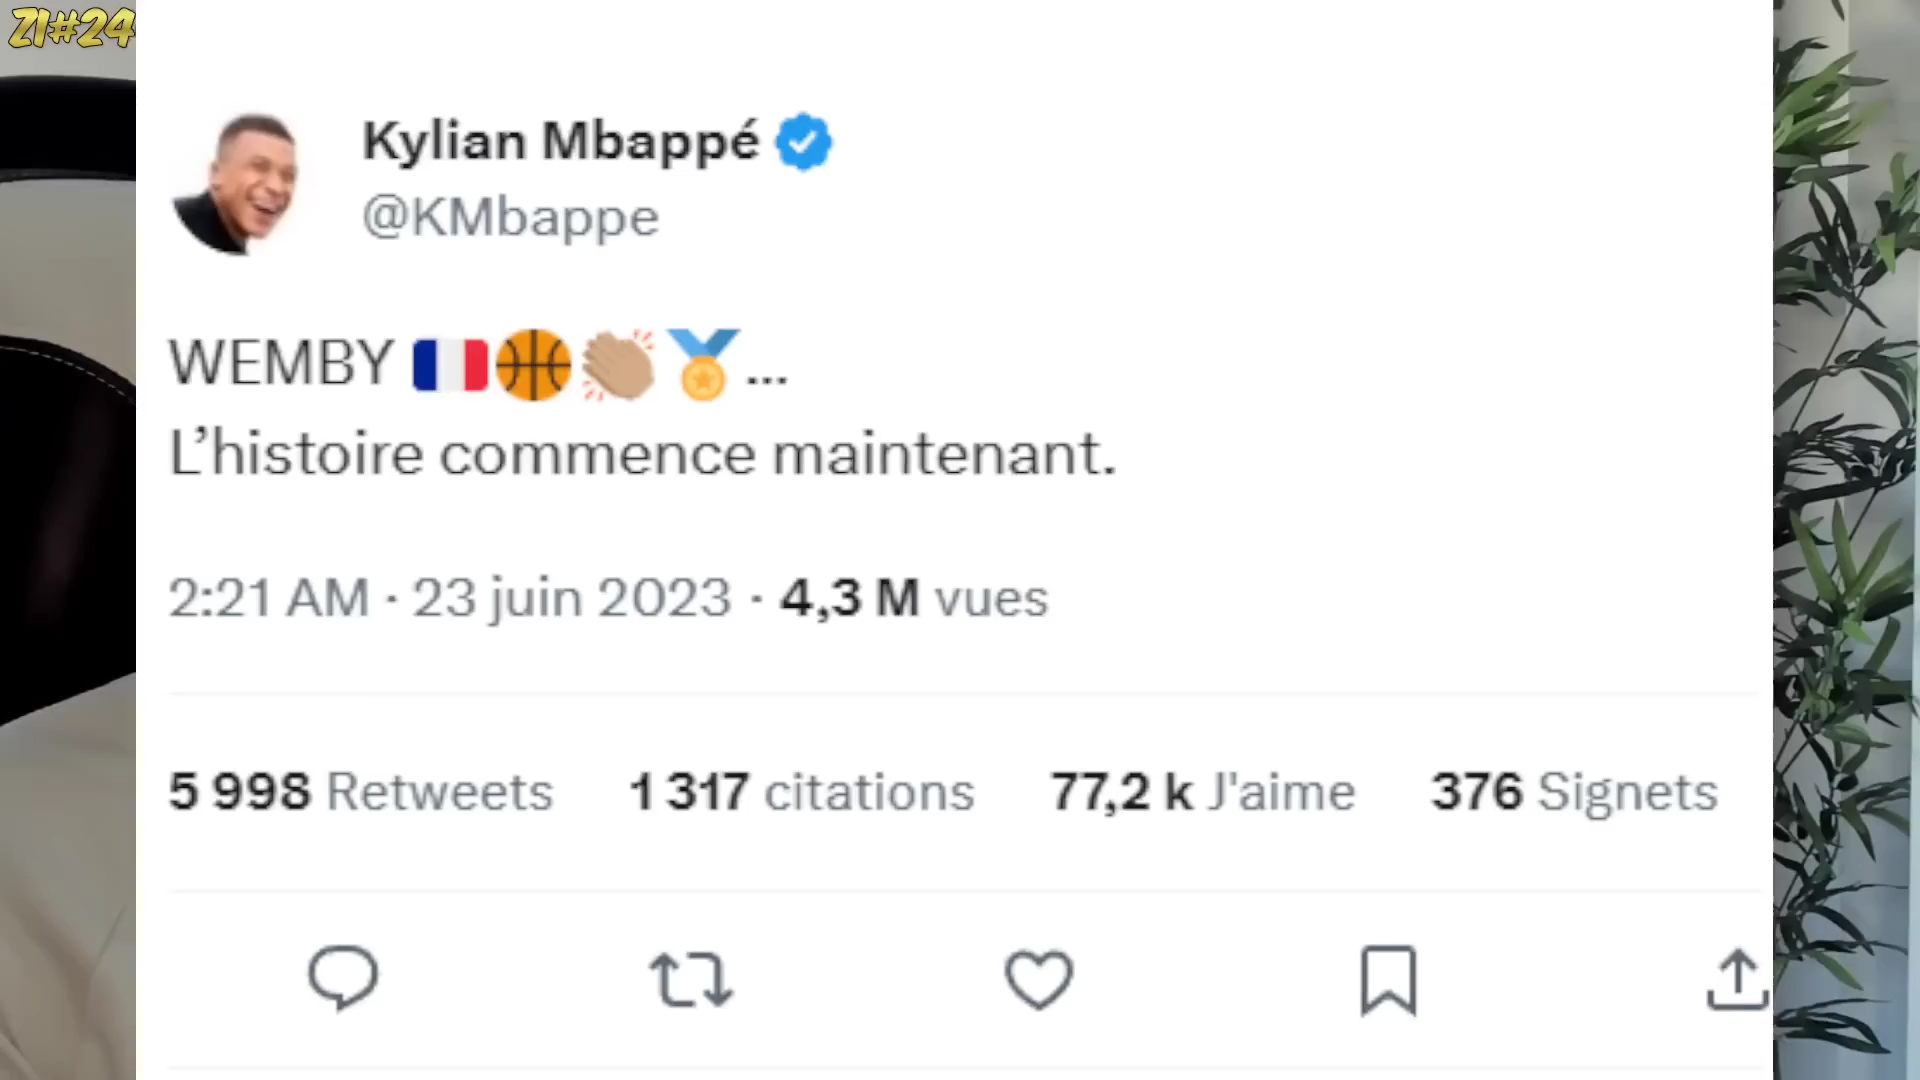 ZI#24
Kylian Mbappé
@KMbappe
WEMBY 🇫🇷🏀👏🏼🏅...
L’histoire commence maintenant.
2:21 AM · 23 juin 2023 · 4,3 M vues
5 998 Retweets 1 317 citations 77,2 k J'aime 376 Signets